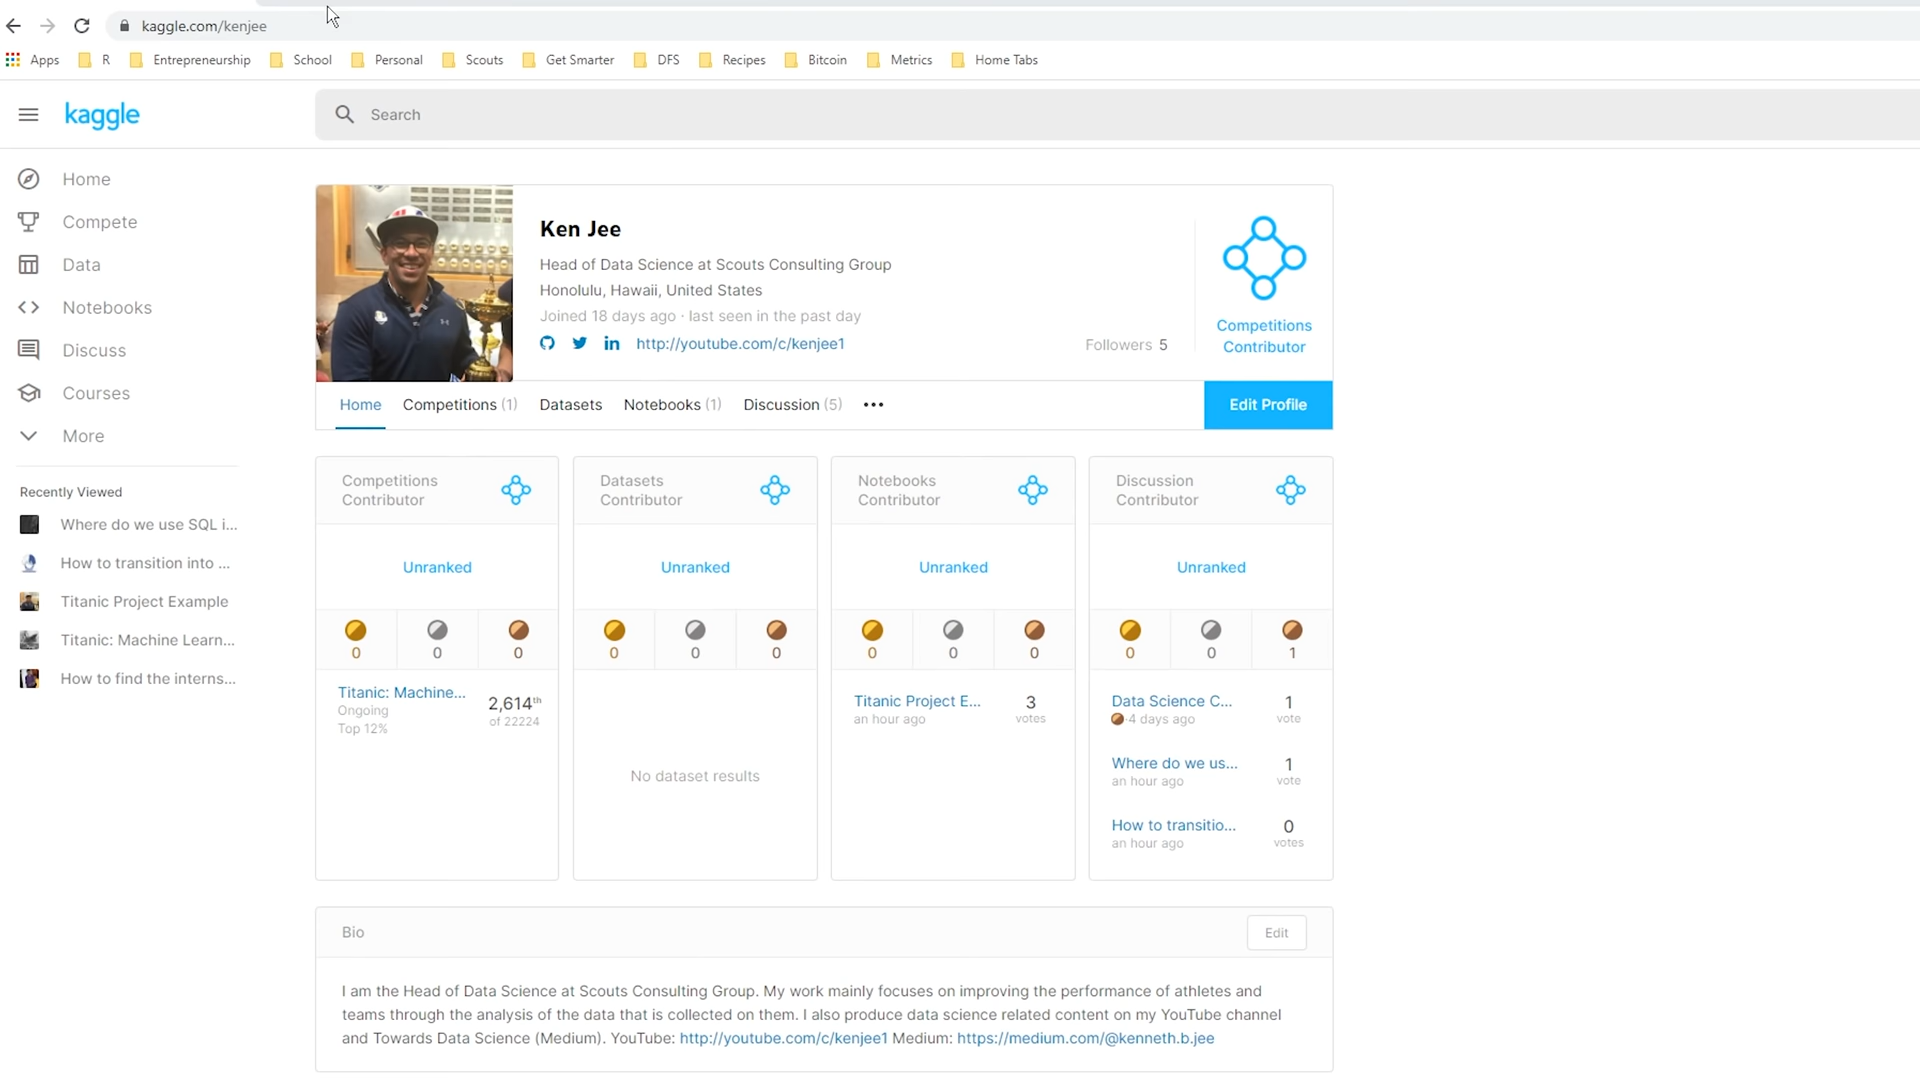 kaggle.com/kenjee
Apps R Entrepreneurship School Personal Scouts Get Smarter DFS Recipes Bitcoin Metrics Home Tabs
kaggle
Search
Home
Compete
Data
Notebooks
Discuss
Courses
More
Recently Viewed
Where do we use SQL i...
How to transition into ...
Titanic Project Example
Titanic: Machine Learn...
How to find the interns...
Ken Jee
Head of Data Science at Scouts Consulting Group
Honolulu, Hawaii, United States
Joined 18 days ago · last seen in the past day
in http://youtube.com/c/kenjee1
Followers 5
Competitions
Contributor
Home Competitions (1) Datasets Notebooks (1) Discussion (5) •••
Edit Profile
Competitions
Contributor
Unranked
0 0 0
Titanic: Machine...
Ongoing
Top 12%
2,614th
of 22224
Datasets
Contributor
Unranked
0 0 0
No dataset results
Notebooks
Contributor
Unranked
0 0 0
Titanic Project E...
an hour ago
3
votes
Discussion
Contributor
Unranked
0 0 1
Data Science C...
· 4 days ago
1
vote
Where do we us...
an hour ago
1
vote
How to transitio...
an hour ago
0
votes
Bio
Edit
I am the Head of Data Science at Scouts Consulting Group. My work mainly focuses on improving the performance of athletes and
teams through the analysis of the data that is collected on them. I also produce data science related content on my YouTube channel
and Towards Data Science (Medium). YouTube: http://youtube.com/c/kenjee1 Medium: https://medium.com/@kenneth.b.jee